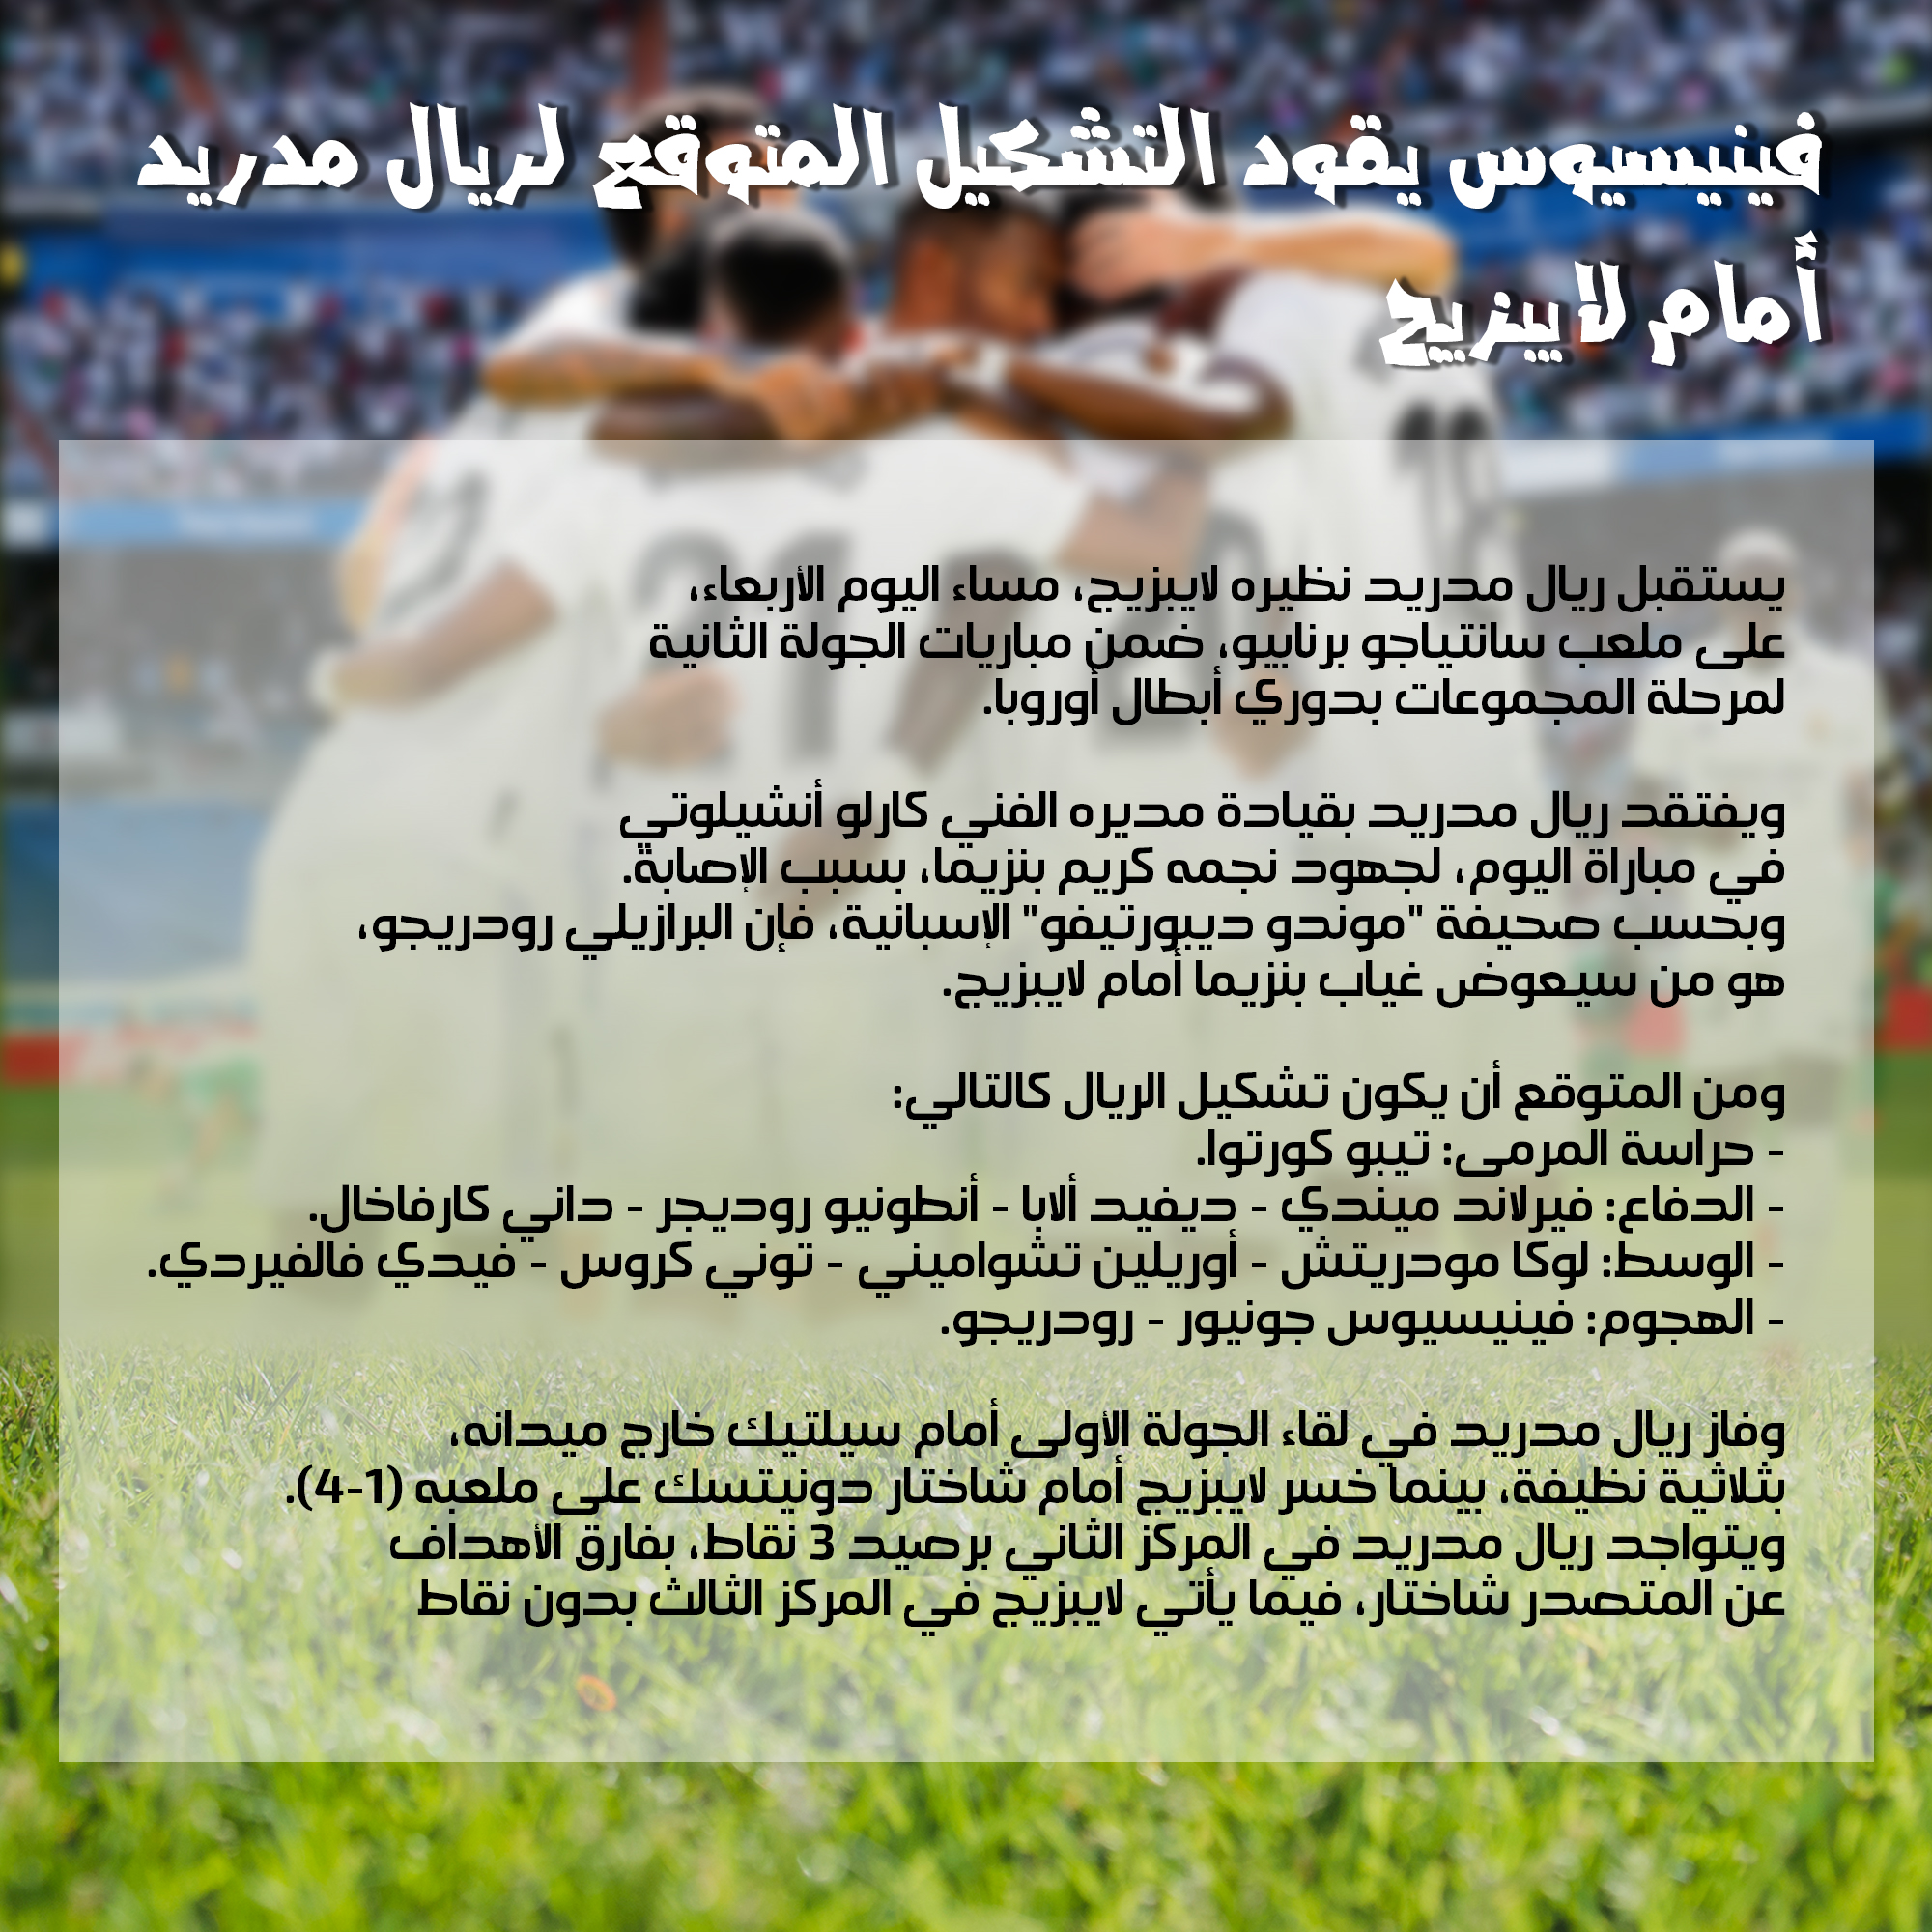 فينيسيوس يقود التشكيل المتوقع لريال مدريد
أمام لايبزيج
يستقبل ريال مدريد نظيره لايبزيج، مساء اليوم الأربعاء،
على ملعب سانتياجو برنابيو، ضمن مباريات الجولة الثانية
لمرحلة المجموعات بدوري أبطال أوروبا.
ويفتقد ريال مدريد بقيادة مديره الفني كارلو أنشيلوتي
في مباراة اليوم، لجهود نجمه كريم بنزيما، بسبب الإصابة.
وبحسب صحيفة "موندو ديبورتيفو" الإسبانية، فإن البرازيلي رودريجو،
هو من سيعوض غياب بنزيما أمام لايبزيج.
ومن المتوقع أن يكون تشكيل الريال كالتالي:
- حراسة المرمى: تيبو كورتوا.
- الدفاع: فيرلاند ميندي - ديفيد ألابا - أنطونيو روديجر - داني كارفاخال.
- الوسط: لوكا مودريتش - أوريلين تشواميني - توني كروس - فيدي فالفيردي.
- الهجوم: فينيسيوس جونيور - رودريجو.
وفاز ريال مدريد في لقاء الجولة الأولى أمام سيلتيك خارج ميدانه،
بثلاثية نظيفة، بينما خسر لايبزيج أمام شاختار دونيتسك على ملعبه (1-4).
ويتواجد ريال مدريد في المركز الثاني برصيد 3 نقاط، بفارق الأهداف
عن المتصدر شاختار، فيما يأتي لايبزيج في المركز الثالث بدون نقاط